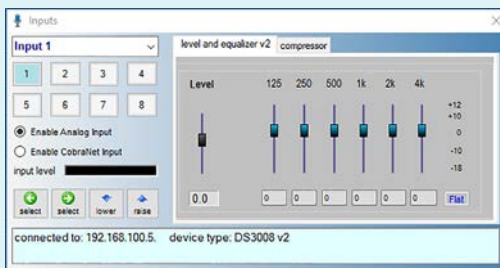 Inputs
Input 1
level and equalizer v2 compressor
1 2 3 4
5 6 7 8
Enable Analog Input
Enable CobraNet Input
input level
select select lower raise
Level 125 250 500 1k 2k 4k
+12
+10
0
-10
-18
0.0 0 0 0 0 0 0 Flat
connected to: 192.168.100.5. device type: DS3008 v2